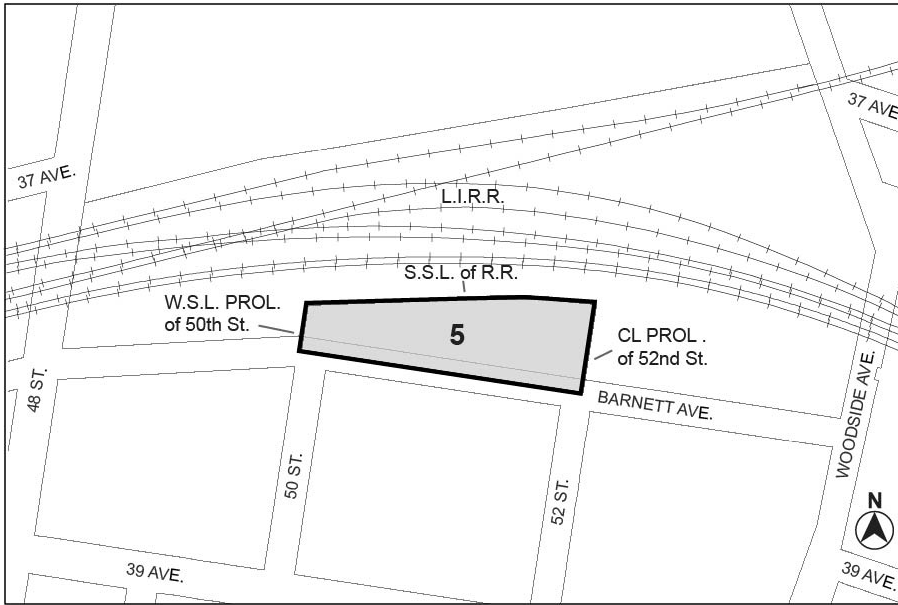 37 AVE.
37 AVE.
L.I.R.R.
S.S.L. of R.R.
W.S.L. PROL.
of 50th St.
5
CL PROL .
of 52nd St.
48 ST.
BARNETT AVE.
WOODSIDE AVE.
50 ST.
52 ST.
N
39 AVE.
39 AVE.